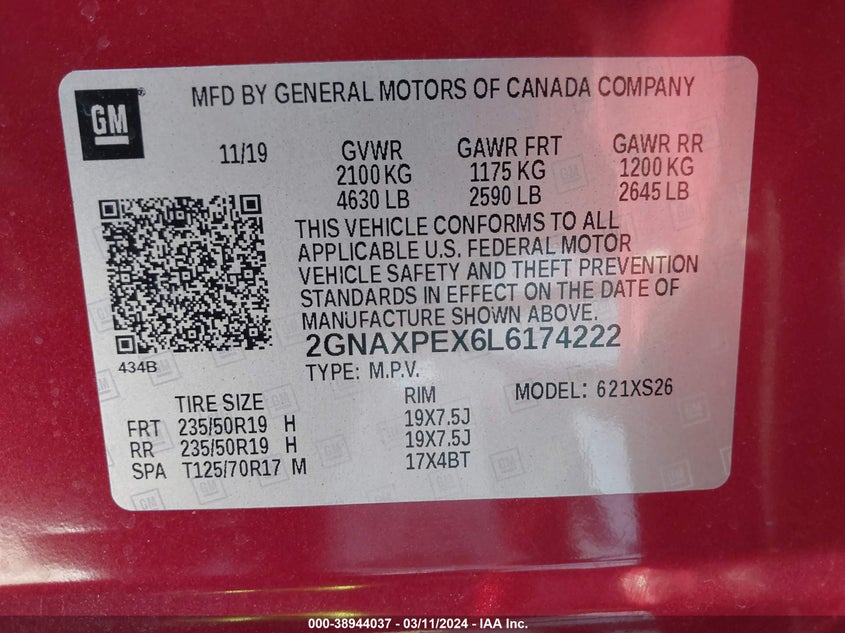 GM
MFD BY GENERAL MOTORS OF CANADA COMPANY
11/19 GVWR GAWR FRT GAWR RR
2100 KG 1175 KG 1200 KG
4630 LB 2590 LB 2645 LB
THIS VEHICLE CONFORMS TO ALL
APPLICABLE U.S. FEDERAL MOTOR
VEHICLE SAFETY AND THEFT PREVENTION
STANDARDS IN EFFECT ON THE DATE OF
MANUFACTURE SHOWN ABOVE.
2GNAXPEX6L6174222
434B
TYPE: M.P.V. MODEL: 621XS26
TIRE SIZE RIM
FRT 235/50R19 H 19X7.5J
RR 235/50R19 H 19X7.5J
SPA T125/70R17 M 17X4BT
000-38944037 - 03/11/2024 - IAA Inc.